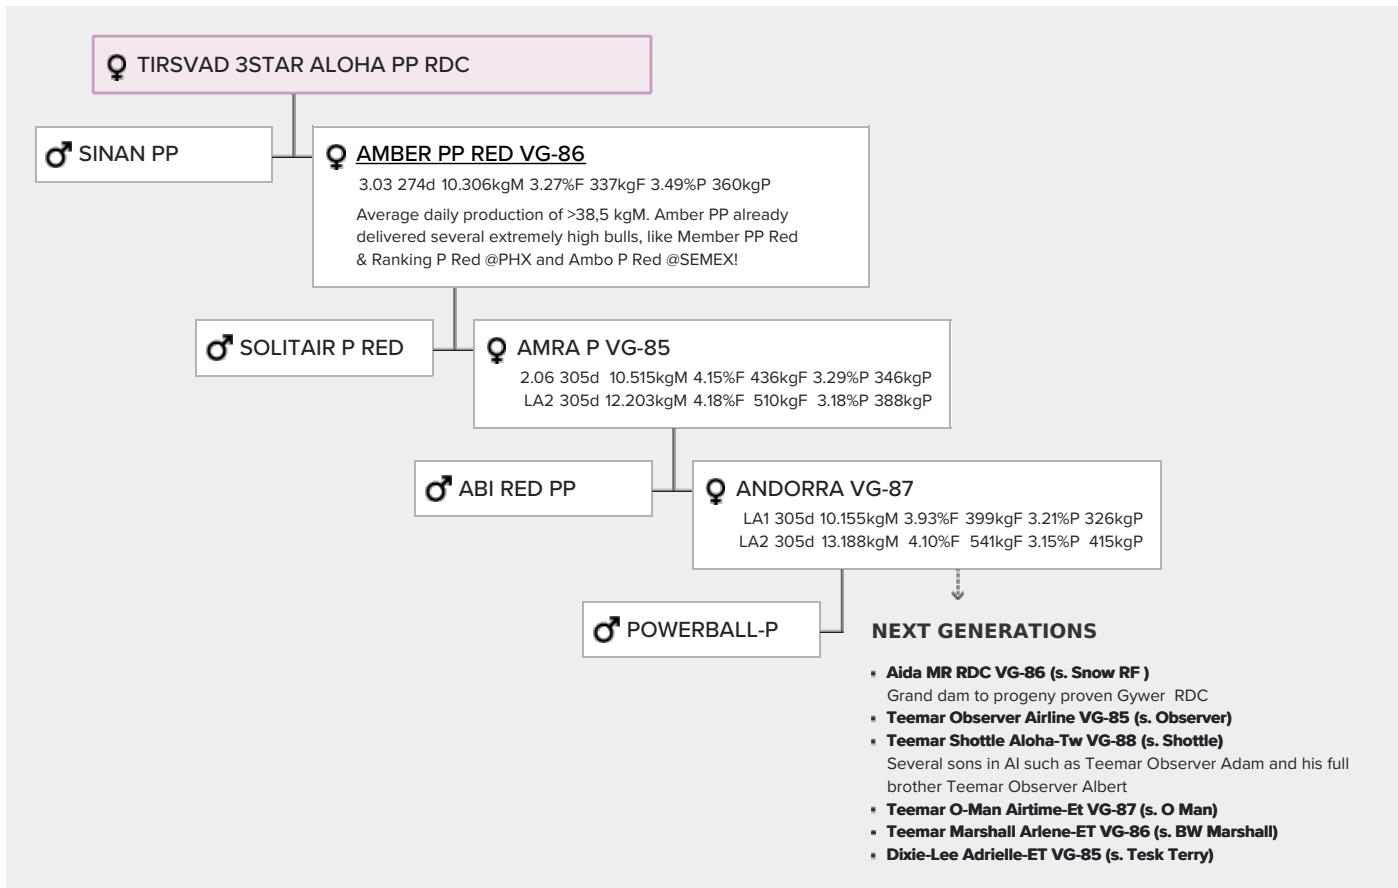 TIRSVAD 3STAR ALOHA PP RDC
SINAN PP
AMBER PP RED VG-86
3.03 274d 10.306kgM 3.27%F 337kgF 3.49%P 360kgP
Average daily production of >38,5 kgM. Amber PP already
delivered several extremely high bulls, like Member PP Red
& Ranking P Red @PHX and Ambo P Red @SEMEX!
SOLITAIR P RED
AMRA P VG-85
2.06 305d 10.515kgM 4.15%F 436kgF 3.29%P 346kgP
LA2 305d 12.203kgM 4.18%F 510kgF 3.18%P 388kgP
ABI RED PP
ANDORRA VG-87
LA1 305d 10.155kgM 3.93%F 399kgF 3.21%P 326kgP
LA2 305d 13.188kgM 4.10%F 541kgF 3.15%P 415kgP
POWERBALL-P
NEXT GENERATIONS
Aida MR RDC VG-86 (s. Snow RF )
Grand dam to progeny proven Gywer RDC
Teemar Observer Airline VG-85 (s. Observer)
Teemar Shottle Aloha-Tw VG-88 (s. Shottle)
Several sons in AI such as Teemar Observer Adam and his full
brother Teemar Observer Albert
Teemar O-Man Airtime-Et VG-87 (s. O Man)
Teemar Marshall Arlene-ET VG-86 (s. BW Marshall)
Dixie-Lee Adrielle-ET VG-85 (s. Tesk Terry)